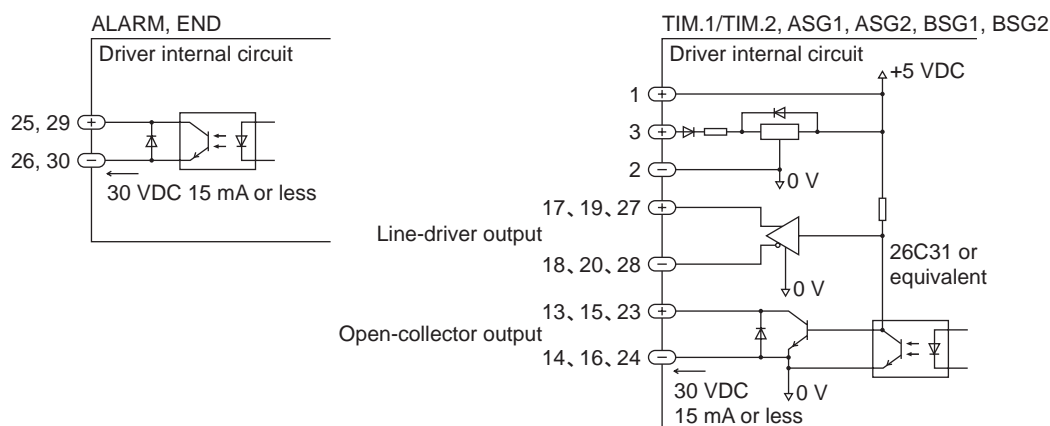 ALARM, END
Driver internal circuit
25, 29
+
26, 30
−
30 VDC 15 mA or less
TIM.1/TIM.2, ASG1, ASG2, BSG1, BSG2
Driver internal circuit
+5 VDC
1
+
3
+
2
−
0 V
17、19、27
+
Line-driver output
18、20、28
−
0 V
26C31 or
equivalent
13、15、23
+
Open-collector output
14、16、24
−
0 V
30 VDC
15 mA or less